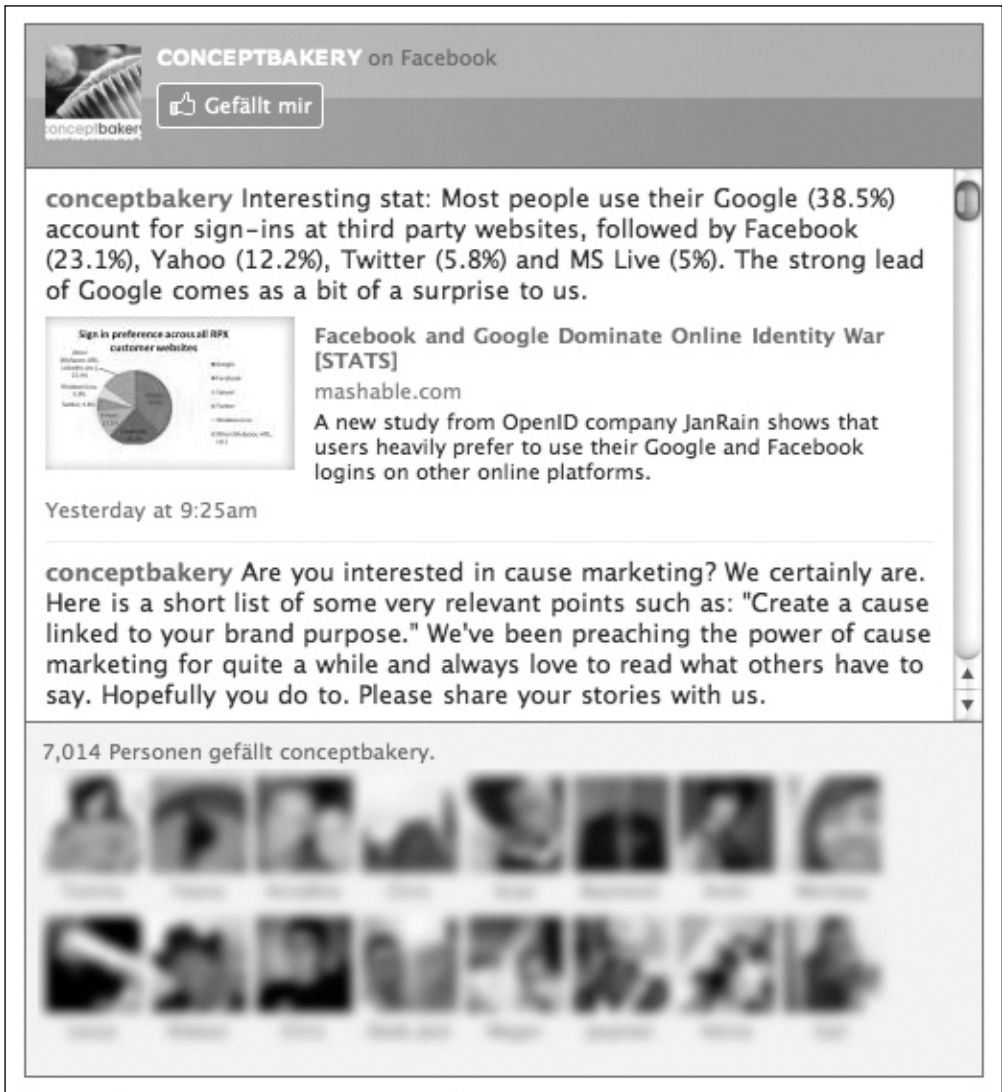 CONCEPTBAKERY on Facebook
conceptbakery
Gefällt mir
conceptbakery Interesting stat: Most people use their Google (38.5%)
account for sign-ins at third party websites, followed by Facebook
(23.1%), Yahoo (12.2%), Twitter (5.8%) and MS Live (5%). The strong lead
of Google comes as a bit of a surprise to us.
Sign in preference across all RPX
customer websites
Facebook and Google Dominate Online Identity War
[STATS]
mashable.com
A new study from OpenID company JanRain shows that
users heavily prefer to use their Google and Facebook
logins on other online platforms.
Yesterday at 9:25am
conceptbakery Are you interested in cause marketing? We certainly are.
Here is a short list of some very relevant points such as: "Create a cause
linked to your brand purpose." We've been preaching the power of cause
marketing for quite a while and always love to read what others have to
say. Hopefully you do to. Please share your stories with us.
7,014 Personen gefällt conceptbakery.